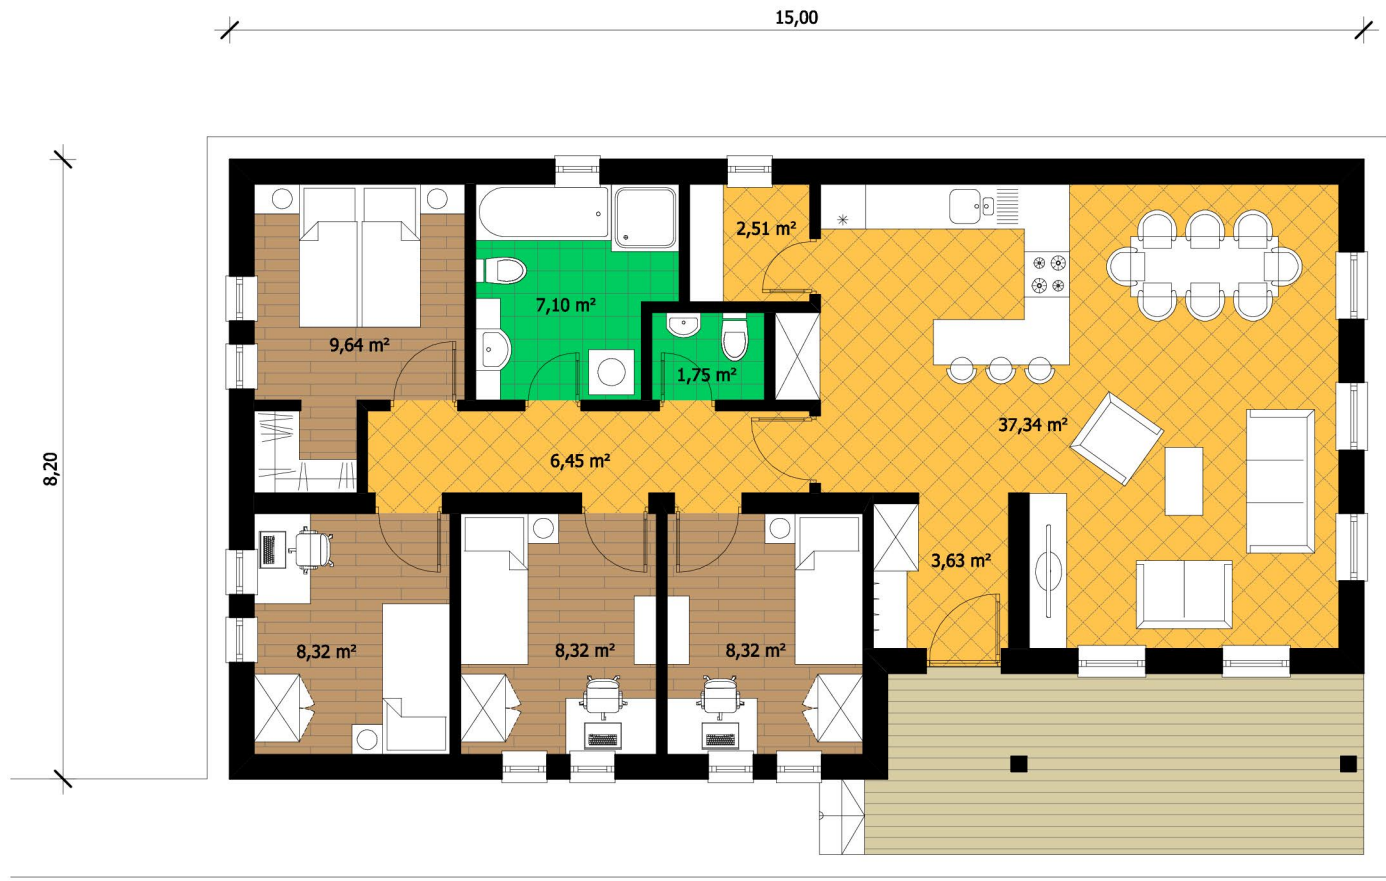 15,00
2,51 m²
7,10 m²
9,64 m²
1,75 m²
37,34 m²
6,45 m²
8,20
3,63 m²
8,32 m²
8,32 m²
8,32 m²